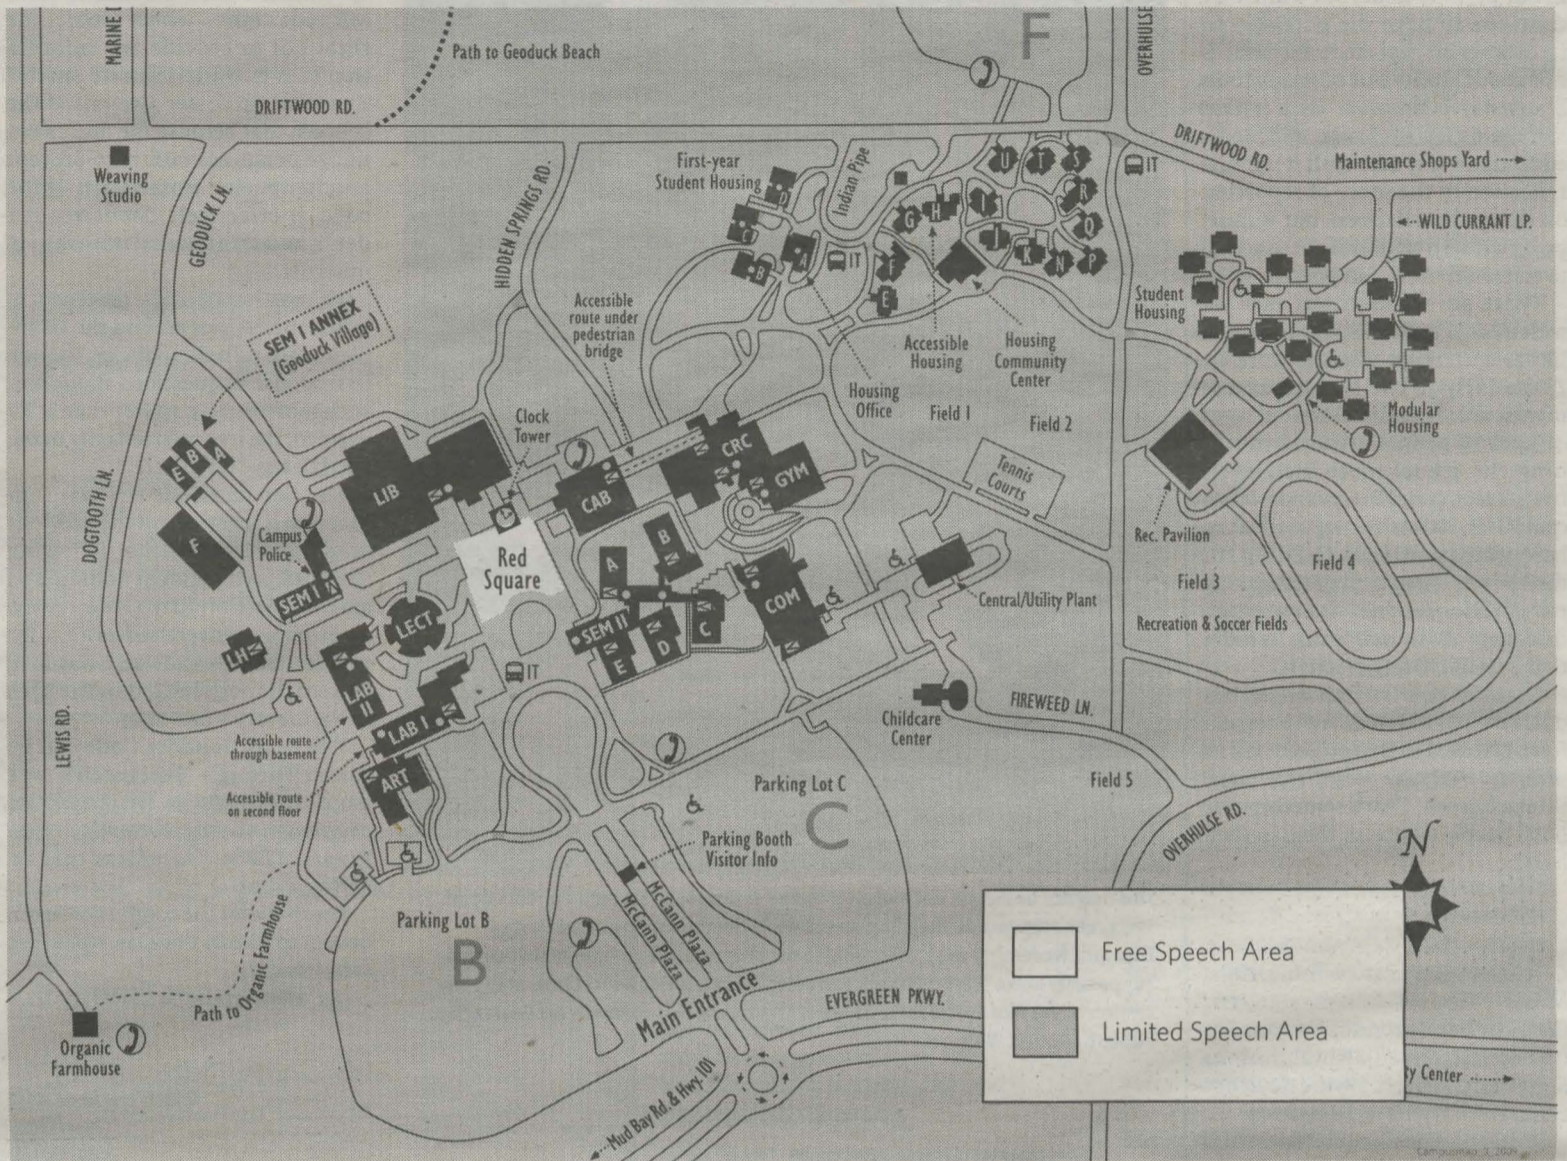 MARINE D
Path to Geoduck Beach
F
OVERHULSE
DRIFTWOOD RD.
DRIFTWOOD RD.
Maintenance Shops Yard
Weaving
Studio
GEODUCK LN.
HIDDEN SPRINGS RD.
First-year
Student Housing
Indian Pipe
U
T
S
R
Q
P
N
K
J
I
H
G
F
E
D
C
B
A
IT
IT
WILD CURRANT LP.
Student
Housing
SEM I ANNEX
(Geoduck Village)
Accessible
route under
pedestrian
bridge
Accessible
Housing
Housing
Community
Center
Housing
Office
Field 1
Field 2
Modular
Housing
Clock
Tower
Tennis
Courts
Rec. Pavilion
DOGTOOTH LN.
E
B
A
F
LIB
CAB
CRC
GYM
Campus
Police
Red
Square
SEM I
LECT
A
B
SEM II
C
D
E
COM
Central/Utility Plant
Field 3
Field 4
Recreation & Soccer Fields
LH
LAB
II
LAB I
IT
ART
LEWIS RD.
Accessible route
through basement
Accessible route
on second floor
Childcare
Center
FIREWEED LN.
Field 5
OVERHULSE RD.
Parking Lot C
C
Parking Booth
Visitor Info
McCann Plaza
McCann Plaza
Parking Lot B
B
Path to Organic Farmhouse
Organic
Farmhouse
Main Entrance
EVERGREEN PKWY.
Mud Bay Rd. & Hwy. 101
N
Free Speech Area
Limited Speech Area
ty Center
Campusmap_3_2009